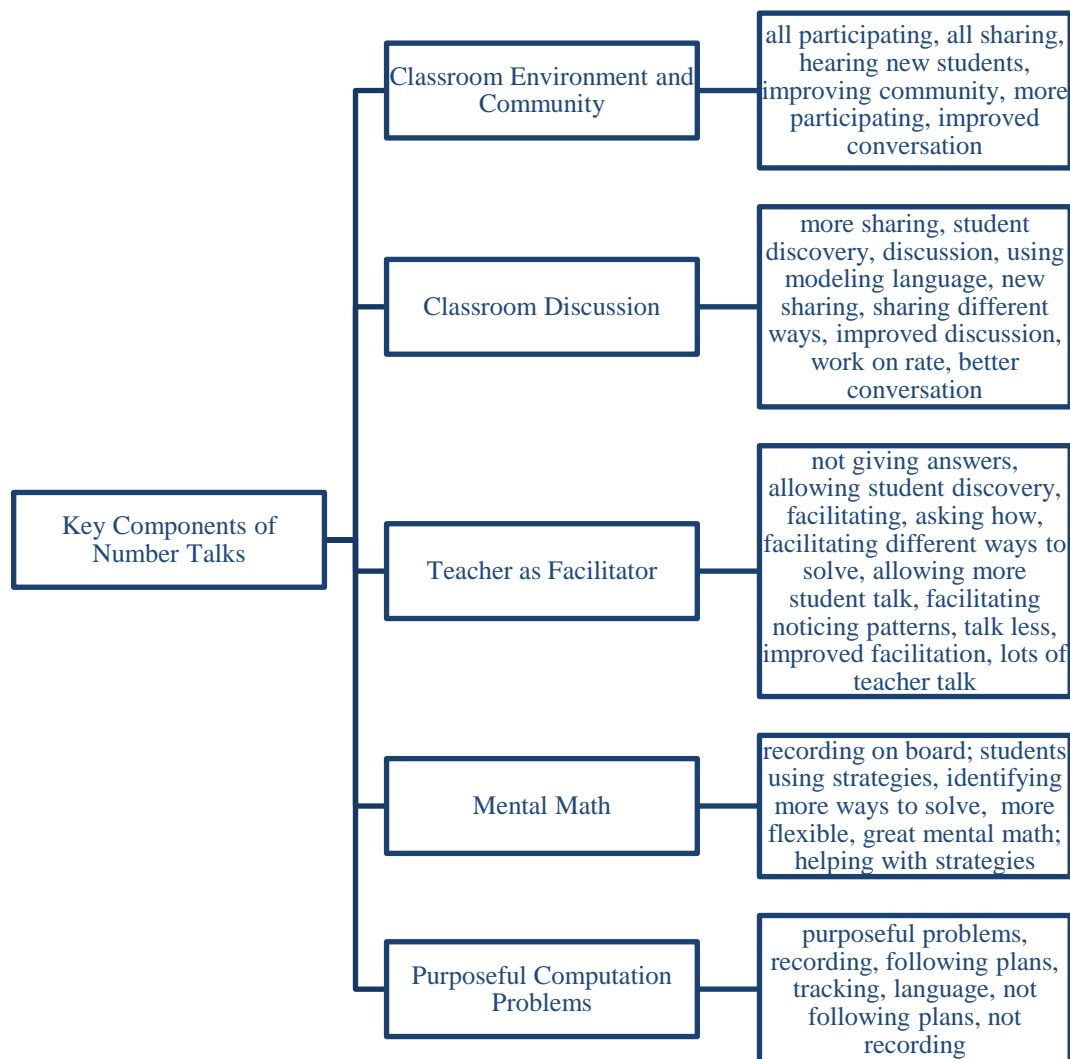 Key Components of
Number Talks
Classroom Environment and
Community
all participating, all sharing,
hearing new students,
improving community, more
participating, improved
conversation
Classroom Discussion
more sharing, student
discovery, discussion, using
modeling language, new
sharing, sharing different
ways, improved discussion,
work on rate, better
conversation
Teacher as Facilitator
not giving answers,
allowing student discovery,
facilitating, asking how,
facilitating different ways to
solve, allowing more
student talk, facilitating
noticing patterns, talk less,
improved facilitation, lots of
teacher talk
Mental Math
recording on board; students
using strategies, identifying
more ways to solve, more
flexible, great mental math;
helping with strategies
Purposeful Computation
Problems
purposeful problems,
recording, following plans,
tracking, language, not
following plans, not
recording